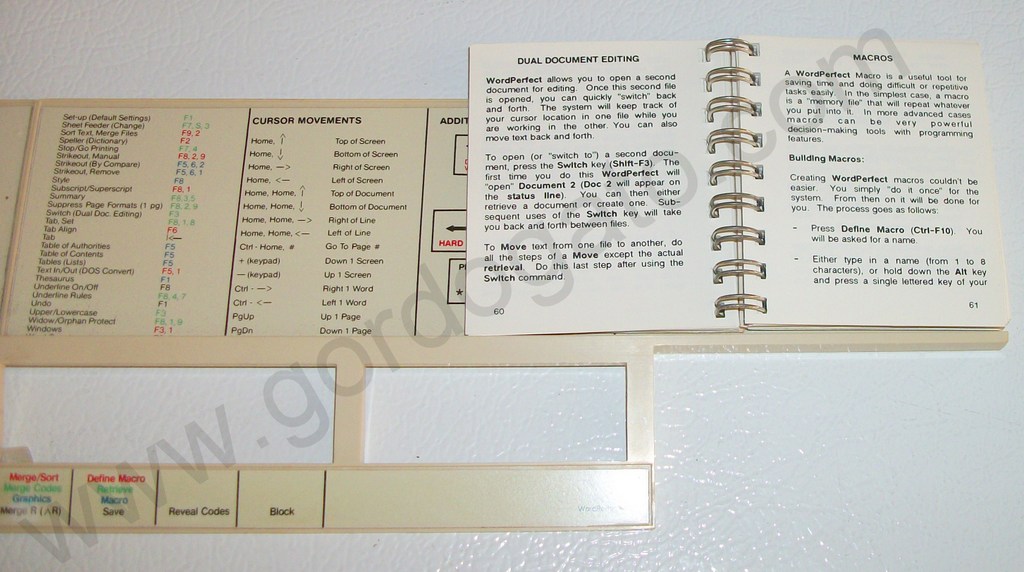 Set-up (Default Settings) F1
Sheet Feeder (Change) F7, 5, 3
Sort Text, Merge Files F9, 2
Speller (Dictionary) F2
Stop/Go Printing F7, 4
Strikeout, Manual F8, 2, 9
Strikeout (By Compare) F5, 6, 2
Strikeout, Remove F5, 6, 1
Style F8
Subscript/Superscript F8, 1
Summary F8,3,5
Suppress Page Formats (1 pg) F8, 2, 9
Switch (Dual Doc. Editing) F3
Tab, Set F8, 1, 8
Tab Align F6
Tab |<—
Table of Authorities F5
Table of Contents F5
Tables (Lists) F5
Text In/Out (DOS Convert) F5, 1
Thesaurus F1
Underline On/Off F8
Underline Rules F8, 4, 7
Undo F1
Upper/Lowercase F3
Widow/Orphan Protect F8, 1, 9
Windows F3, 1
CURSOR MOVEMENTS
Home, ↑ Top of Screen
Home, ↓ Bottom of Screen
Home, —> Right of Screen
Home, <— Left of Screen
Home, Home, ↑ Top of Document
Home, Home, ↓ Bottom of Document
Home, Home, —> Right of Line
Home, Home, <— Left of Line
Ctrl - Home, # Go To Page #
+ (keypad) Down 1 Screen
— (keypad) Up 1 Screen
Ctrl - —> Right 1 Word
Ctrl - <— Left 1 Word
PgUp Up 1 Page
PgDn Down 1 Page
ADDIT
HARD
*
DUAL DOCUMENT EDITING
WordPerfect allows you to open a second
document for editing. Once this second file
is opened, you can quickly "switch" back
and forth. The system will keep track of
your cursor location in one file while you
are working in the other. You can also
move text back and forth.
To open (or "switch to") a second docu-
ment, press the Switch key (Shift-F3). The
first time you do this WordPerfect will
"open" Document 2 (Doc 2 will appear on
the status line). You can then either
retrieve a document or create one. Sub-
sequent uses of the Switch key will take
you back and forth between files.
To Move text from one file to another, do
all the steps of a Move except the actual
retrieval. Do this last step after using the
Switch command.
60
MACROS
A WordPerfect Macro is a useful tool for
saving time and doing difficult or repetitive
tasks easily. In the simplest case, a macro
is a "memory file" that will repeat whatever
you put into it. In more advanced cases
macros can be very powerful
decision-making tools with programming
features.
Building Macros:
Creating WordPerfect macros couldn't be
easier. You simply "do it once" for the
system. From then on it will be done for
you. The process goes as follows:
- Press Define Macro (Ctrl-F10). You
will be asked for a name.
- Either type in a name (from 1 to 8
characters), or hold down the Alt key
and press a single lettered key of your
61
Merge/Sort
Merge Codes
Graphics
Merge R (AR)
Define Macro
Retrieve
Macro
Save
Reveal Codes
Block
www.gordogato.com